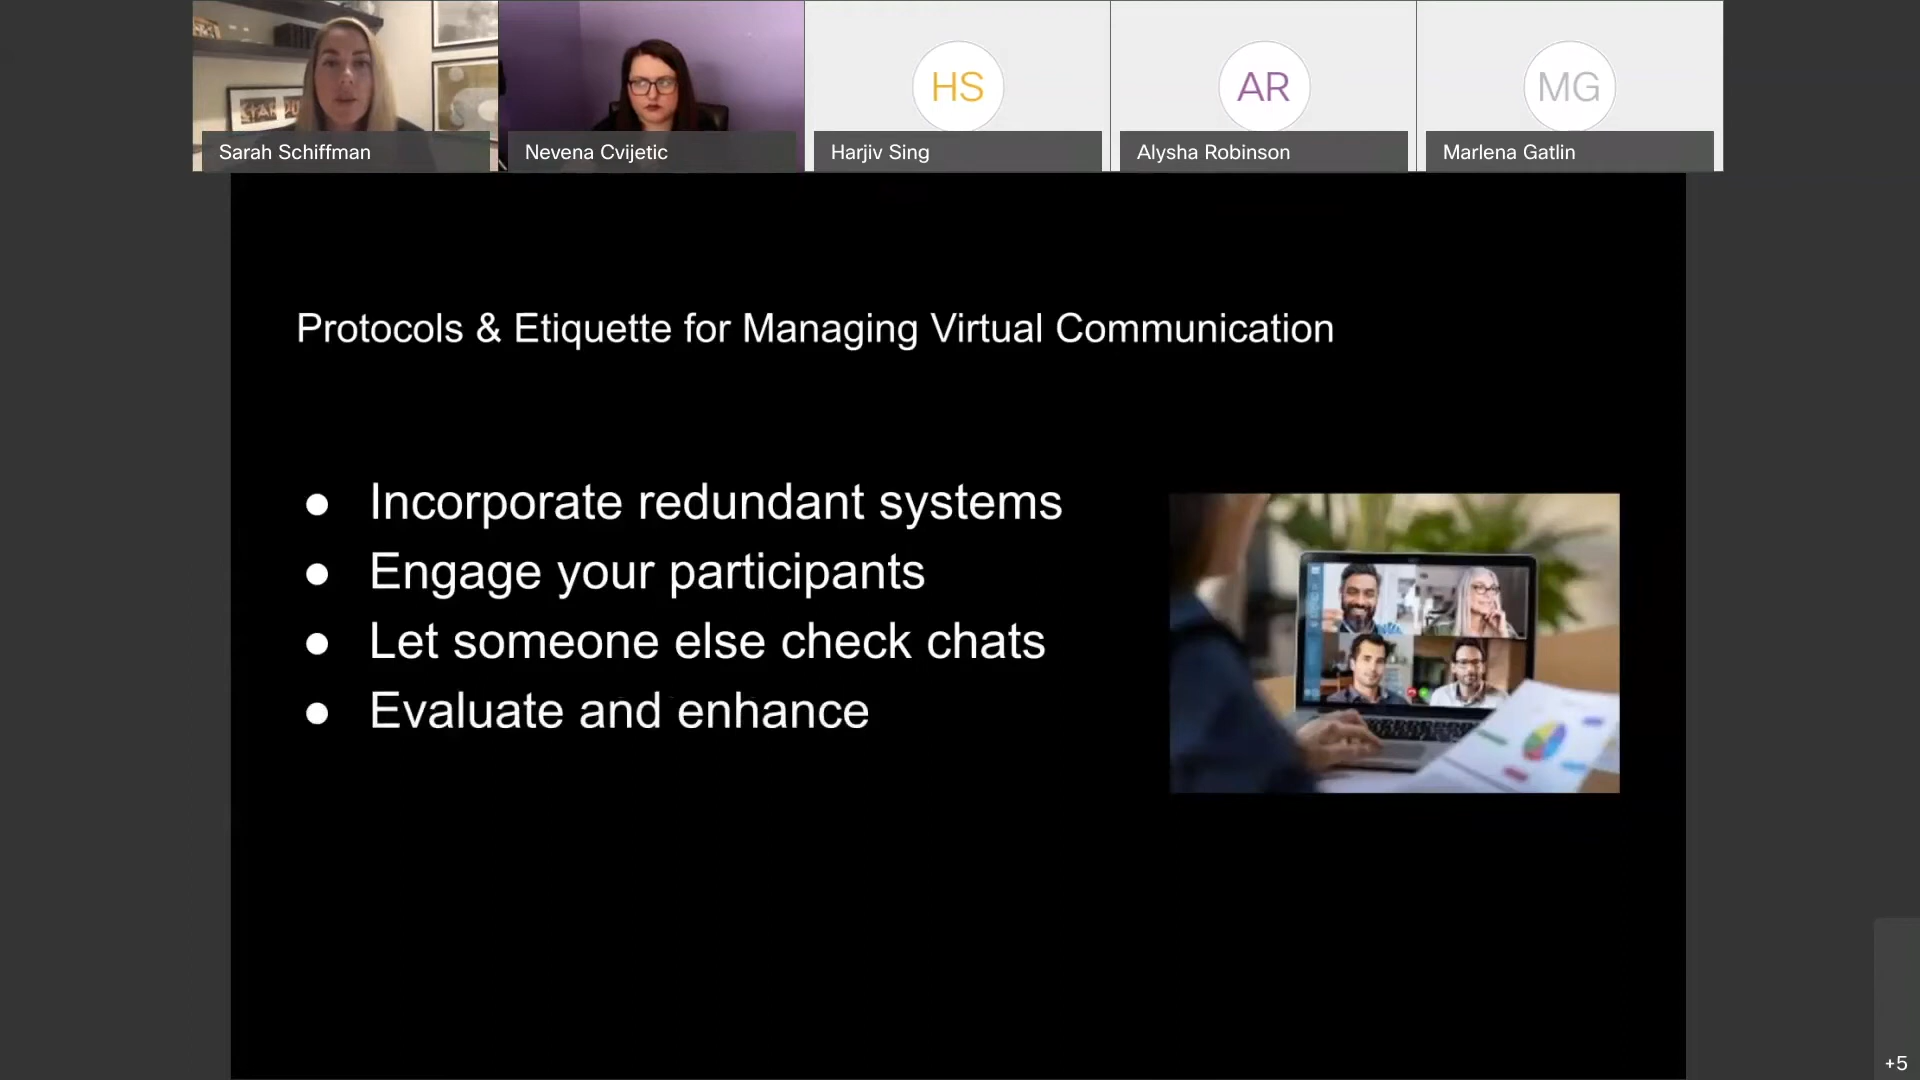 HS
AR
MG
Sarah Schiffman
Nevena Cvijetic
Harjiv Sing
Alysha Robinson
Marlena Gatlin
Protocols & Etiquette for Managing Virtual Communication
● Incorporate redundant systems
● Engage your participants
● Let someone else check chats
● Evaluate and enhance
+5